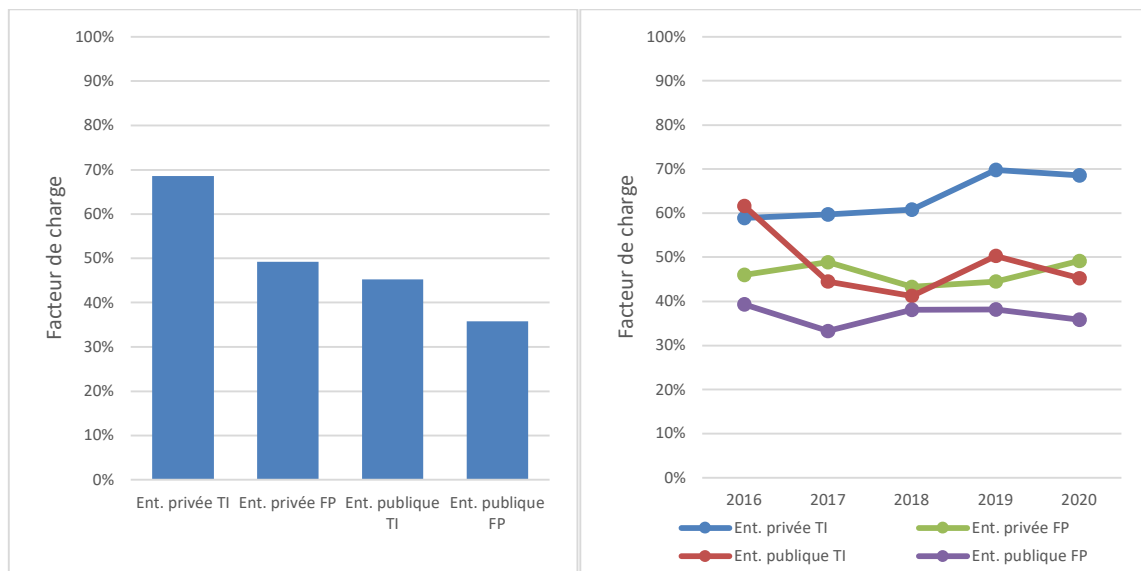 100%
90%
80%
70%
60%
50%
40%
30%
20%
10%
0%
Facteur de charge
Ent. privée TI
Ent. privée FP
Ent. publique
TI
Ent. publique
FP
100%
90%
80%
70%
60%
50%
40%
30%
20%
10%
0%
Facteur de charge
2016
2017
2018
2019
2020
Ent. privée TI
Ent. privée FP
Ent. publique TI
Ent. publique FP